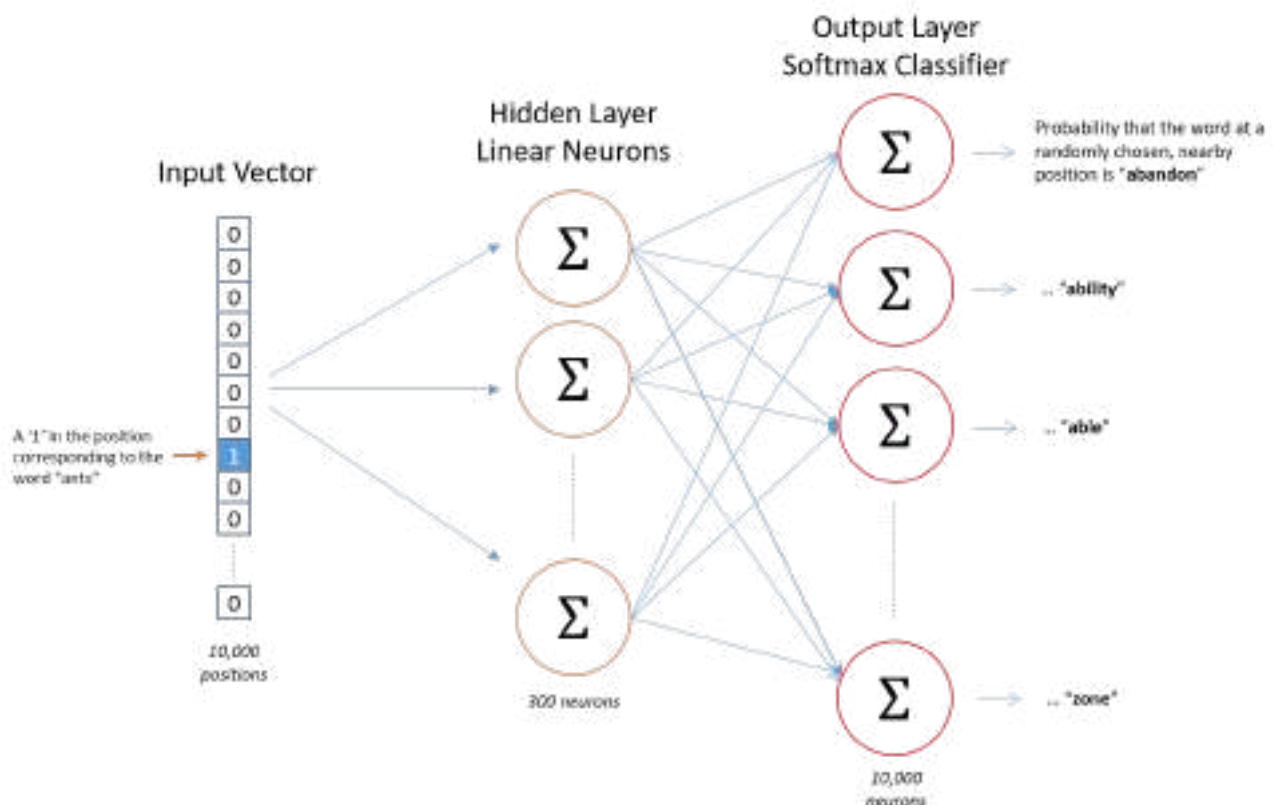 Output Layer
Softmax Classifier
Hidden Layer
Linear Neurons
Input Vector
0
0
0
0
0
0
0
1
0
0
0
A '1' in the position
corresponding to the
word "ants"
10,000
positions
Σ
Σ
Σ
300 neurons
Σ
Σ
Σ
Σ
10,000
neurons
Probability that the word at a
randomly chosen, nearby
position is "abandon"
... "ability"
... "able"
... "zone"